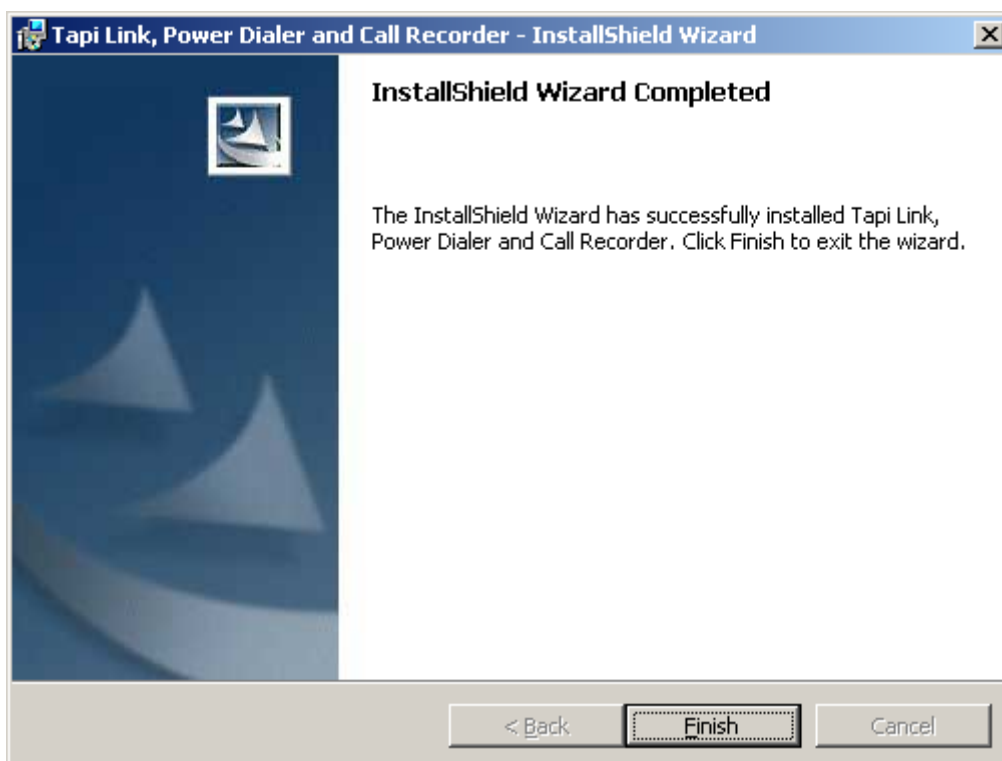 Tapi Link, Power Dialer and Call Recorder - InstallShield Wizard
InstallShield Wizard Completed
The InstallShield Wizard has successfully installed Tapi Link,
Power Dialer and Call Recorder. Click Finish to exit the wizard.
< Back
Finish
Cancel